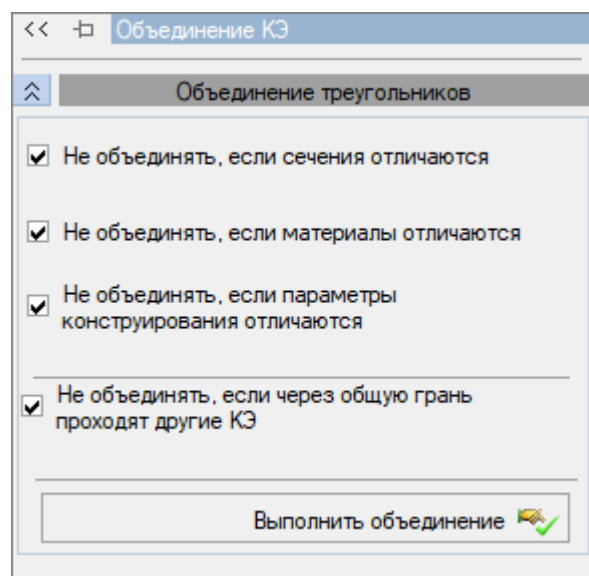 << Объединение КЭ
Объединение треугольников
Не объединять, если сечения отличаются
Не объединять, если материалы отличаются
Не объединять, если параметры
конструирования отличаются
Не объединять, если через общую грань
проходят другие КЭ
Выполнить объединение